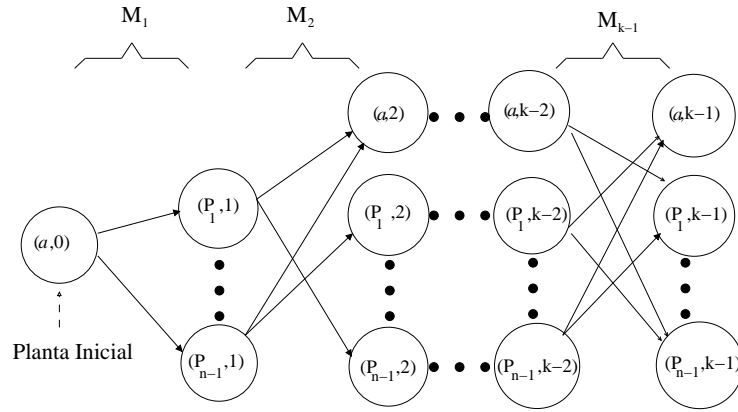 M₁ M₂ Mₖ₋₁
(a,2) (a,k−2) (a,k−1)
(P₁,1) (P₁,2) (P₁,k−2) (P₁,k−1)
(a,0)
Planta Inicial
(Pₙ₋₁,1) (Pₙ₋₁,2) (Pₙ₋₁,k−2) (Pₙ₋₁,k−1)